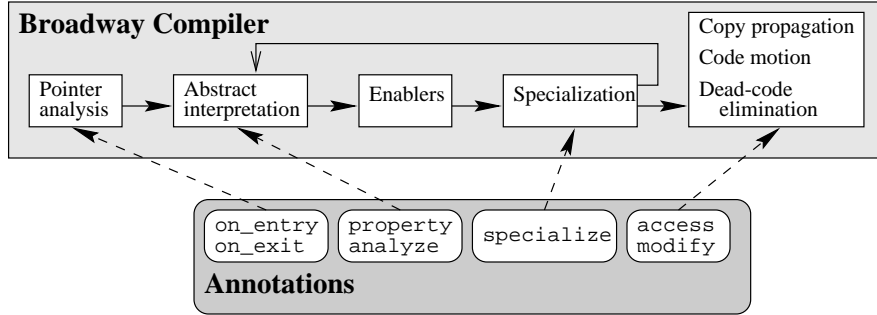 Broadway Compiler
Pointer
analysis
Abstract
interpretation
Enablers
Specialization
Copy propagation
Code motion
Dead-code
elimination
on_entry
on_exit
property
analyze
specialize
access
modify
Annotations